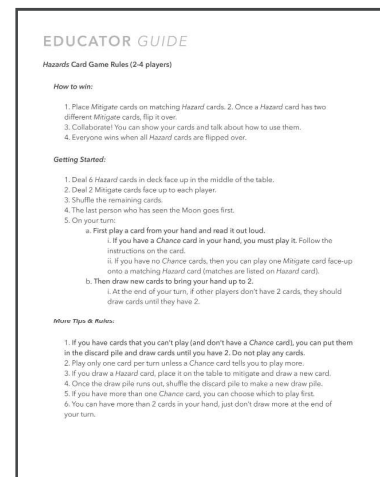 EDUCATOR GUIDE
Hazards Card Game Rules (2-4 players)
How to win:
1. Place Mitigate cards on matching Hazard cards. 2. Once a Hazard card has two
different Mitigate cards, flip it over.
3. Collaborate! You can show your cards and talk about how to use them.
4. Everyone wins when all Hazard cards are flipped over.
Getting Started:
1. Deal 6 Hazard cards in deck face up in the middle of the table.
2. Deal 2 Mitigate cards face up to each player.
3. Shuffle the remaining cards.
4. The last person who has seen the Moon goes first.
5. On your turn:
a. First play a card from your hand and read it out loud.
i. If you have a Chance card in your hand, you must play it. Follow the
instructions on the card.
ii. If you have no Chance cards, then you can play one Mitigate card face-up
onto a matching Hazard card (matches are listed on Hazard card).
b. Then draw new cards to bring your hand up to 2.
i. At the end of your turn, if other players don't have 2 cards, they should
draw cards until they have 2.
More Tips & Rules:
1. If you have cards that you can't play (and don't have a Chance card), you can put them
in the discard pile and draw cards until you have 2. Do not play any cards.
2. Play only one card per turn unless a Chance card tells you to play more.
3. If you draw a Hazard card, place it on the table to mitigate and draw a new card.
4. Once the draw pile runs out, shuffle the discard pile to make a new draw pile.
5. If you have more than one Chance card, you can choose which to play first.
6. You can have more than 2 cards in your hand, just don't draw more at the end of
your turn.